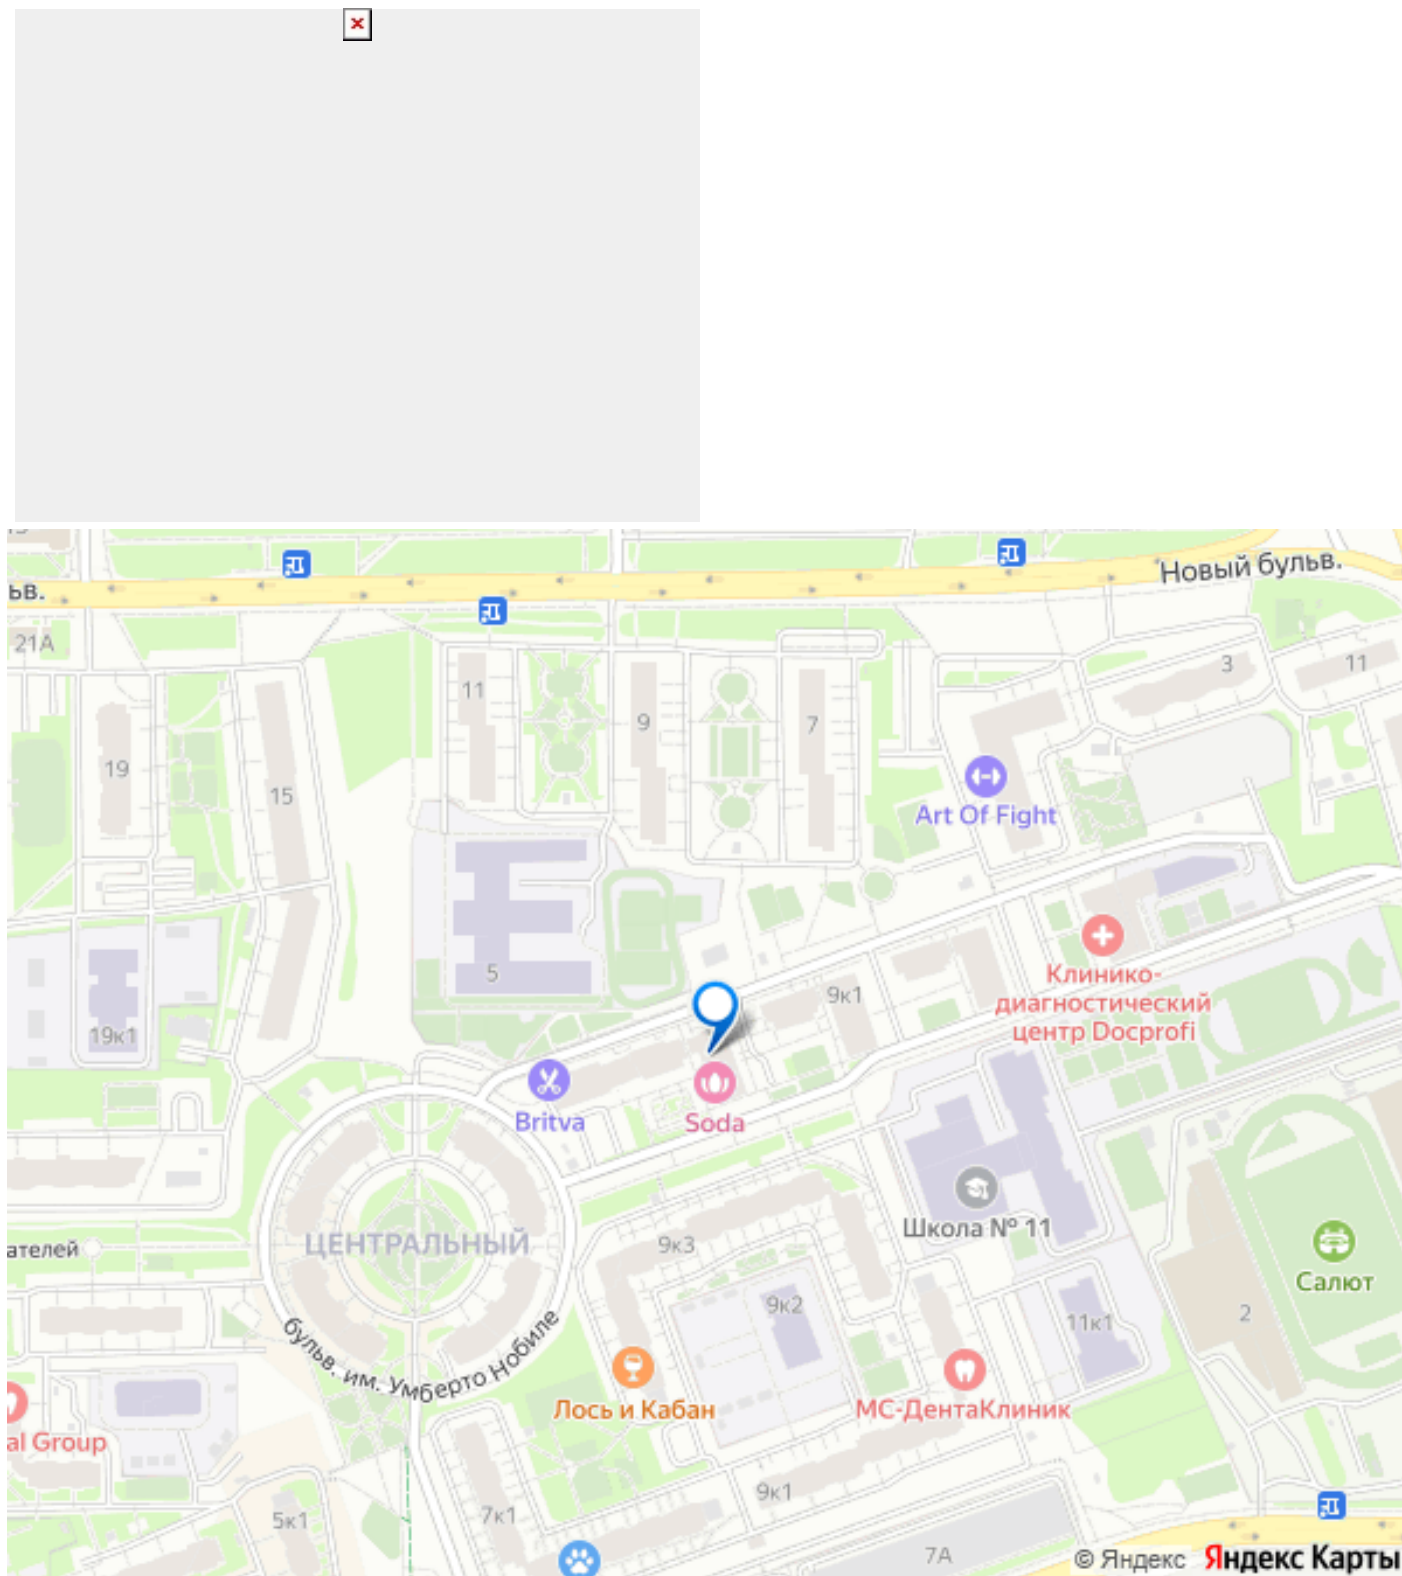 Новый бульв.
ьв.
21А
3
11
11
9
7
19
15
Art Of Fight
5
9к1
Клинико-
диагностический
центр Docprofi
19к1
Britva
Soda
Школа № 11
ЦЕНТРАЛЬНЫЙ
9к3
ателей
Салют
9к2
2
11к1
бульв. им. Умберто Нобиле
Лось и Кабан
МС-ДентаКлиник
al Group
9к1
7к1
5к1
7А
© Яндекс Яндекс Карты